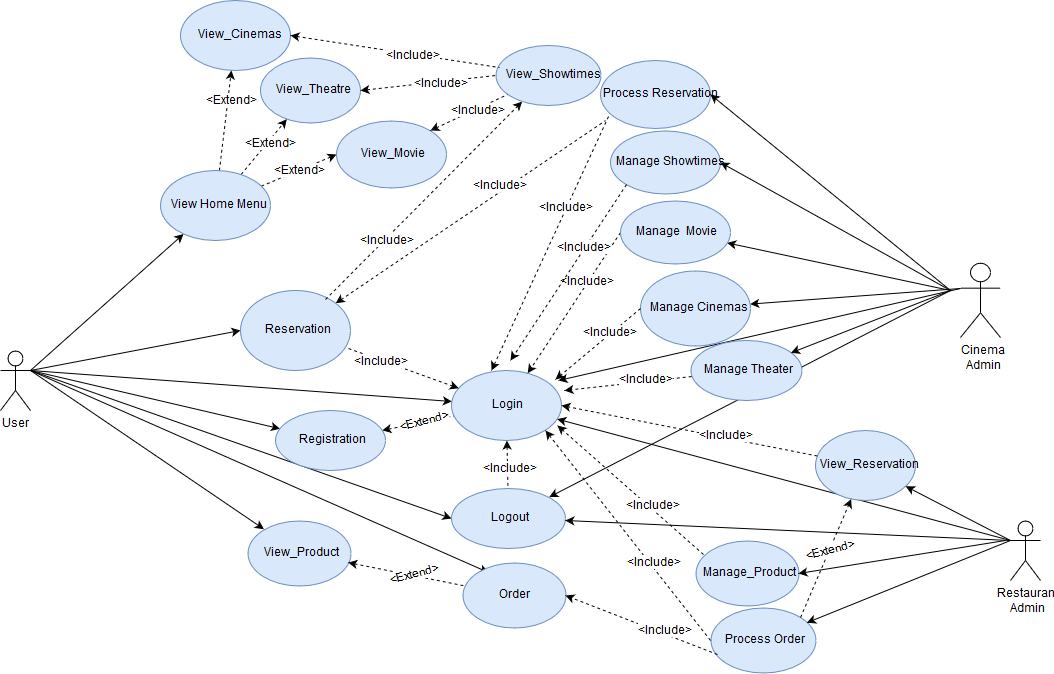 View_Cinemas
<Include>
View_Showtimes
<Include>
View_Theatre
Process Reservation
<Extend>
<Include>
<Extend>
View_Movie
Manage Showtimes
<Extend>
<Include>
View Home Menu
<Include>
Manage  Movie
<Include>
<Include>
<Include>
Manage Cinemas
Reservation
<Include>
Cinema
Admin
<Include>
Manage Theater
<Include>
User
Login
<Extend>
Registration
<Include>
View_Reservation
<Include>
Logout
<Include>
View_Product
<Extend>
<Include>
<Extend>
Manage_Product
Order
Restauran
Admin
<Include>
Process Order